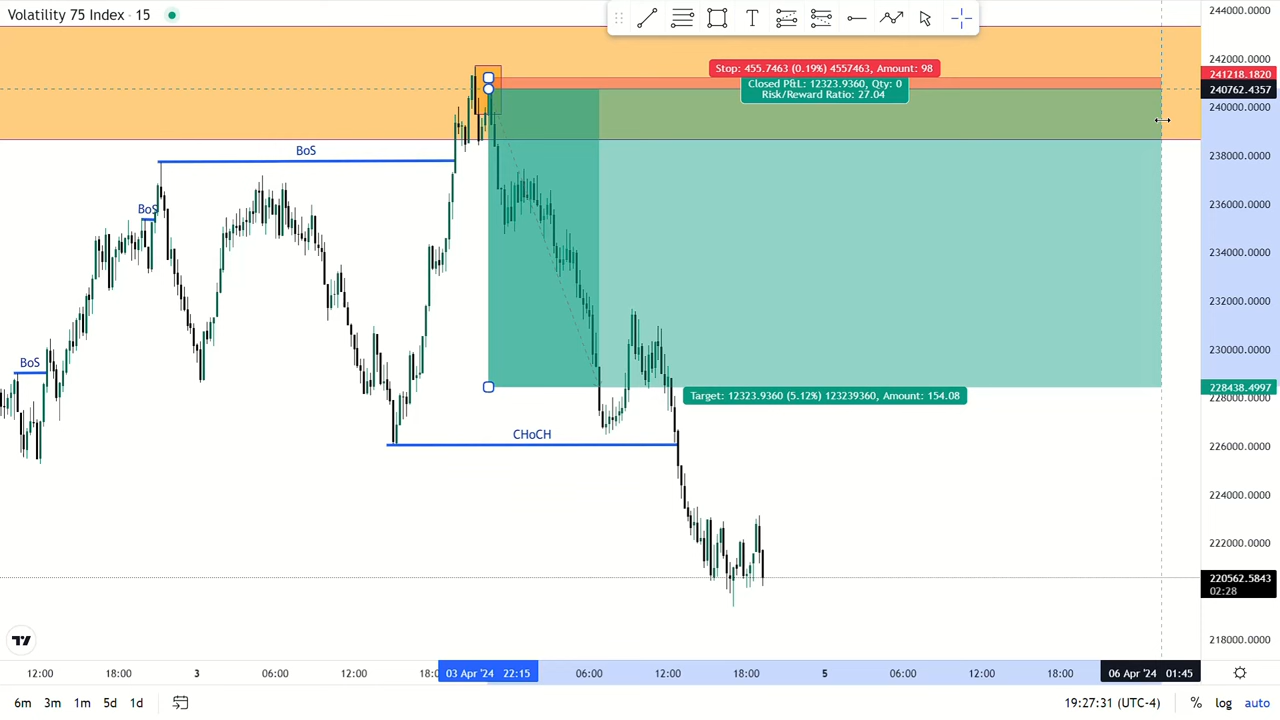 Volatility 75 Index · 15
T
244000.0000
242000.0000
241218.1820
240762.4357
240000.0000
238000.0000
236000.0000
234000.0000
232000.0000
230000.0000
228438.4997
228000.0000
226000.0000
224000.0000
222000.0000
220562.5843
02:28
218000.0000
Stop: 455.7463 (0.19%) 4557463, Amount: 98
Closed P&L: 12323.9360, Qty: 0
Risk/Reward Ratio: 27.04
BoS
BoS
BoS
Target: 12323.9360 (5.12%) 123239360, Amount: 154.08
CHoCH
12:00 18:00 3 06:00 12:00 18:0 03 Apr '24 22:15 06:00 12:00 18:00 5 06:00 12:00 18:00 06 Apr '24 01:45
6m 3m 1m 5d 1d 19:27:31 (UTC-4) % log auto